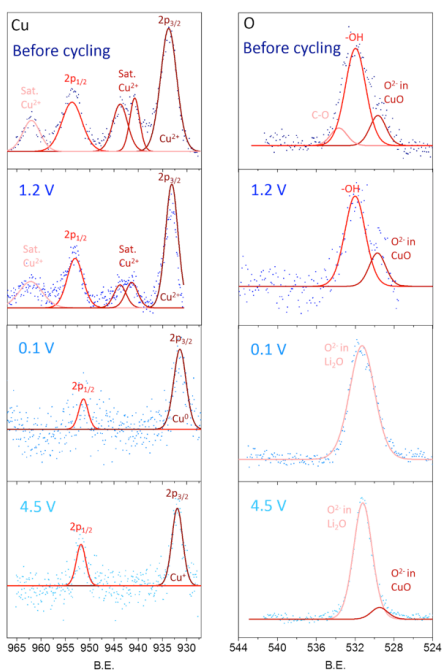 Cu
Before cycling
2p3/2
Sat.
Cu2+
2p1/2
Sat.
Cu2+
Cu2+
1.2 V
2p3/2
2p1/2
Sat.
Cu2+
Sat.
Cu2+
Cu2+
0.1 V
2p3/2
2p1/2
Cu0
4.5 V
2p3/2
2p1/2
Cu+
965 960 955 950 945 940 935 930
B.E.
O
-OH
Before cycling
O2- in
CuO
C-O
1.2 V
-OH
O2- in
CuO
0.1 V
O2- in
Li2O
4.5 V
O2- in
Li2O
O2- in
CuO
544 540 536 532 528 524
B.E.